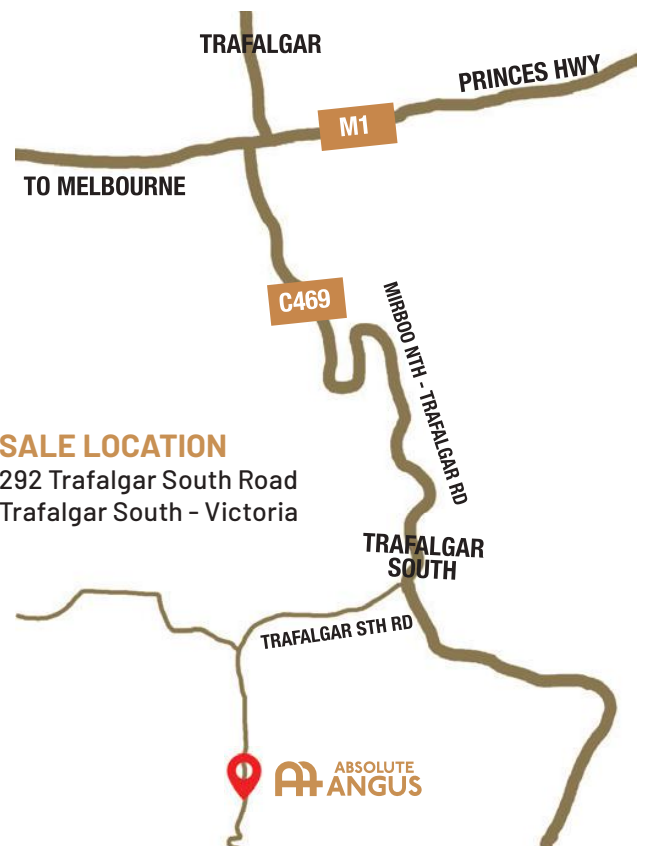 TRAFALGAR
PRINCES HWY
M1
TO MELBOURNE
C469
MIRBOO NTH - TRAFALGAR RD
SALE LOCATION
292 Trafalgar South Road
Trafalgar South - Victoria
TRAFALGAR
SOUTH
TRAFALGAR STH RD
ABSOLUTE
ANGUS